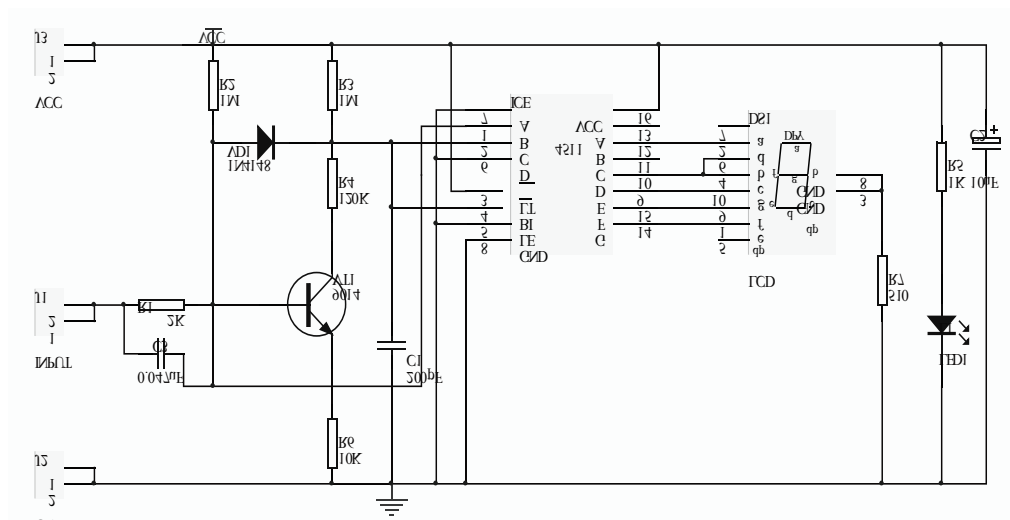 J3
1
2
VCC
VCC
R2
1M
R3
1M
VD1
1N4148
R4
120K
VT1
9014
J1
2
1
INPUT
R1
2K
C3
0.047uF
C1
200pF
R6
10K
J2
1
2
ICE
7
A
1
B
2
C
6
D
3
LT
4
BI
5
LE
8
GND
4511
VCC
16
A
13
B
12
C
11
D
10
E
9
F
15
G
14
DS1
7
a
2
d
6
b
4
c
10
g
9
f
1
e
5
dp
DPY
a
f
b
g
e
c
d
dp
GND
8
GND
3
LCD
R7
510
R5
1K
C2
+
10uF
LED1